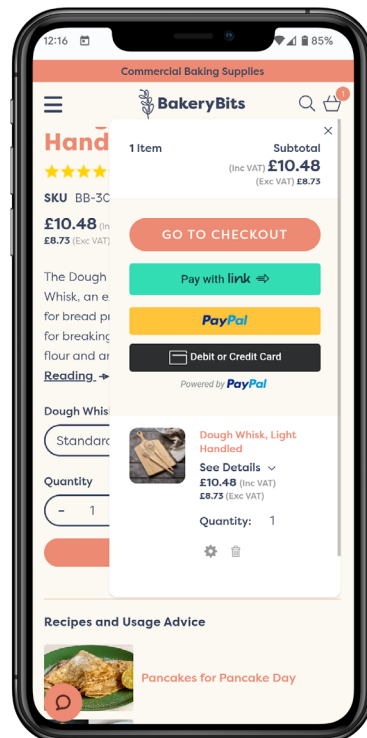 12:16
85%
Commercial Baking Supplies
BakeryBits
1
Hand
1 Item
Subtotal
(Inc VAT) £10.48
(Exc VAT) £8.73
SKU BB-3
£10.48 (In
£8.73 (Exc VAT)
GO TO CHECKOUT
Pay with link
PayPal
Debit or Credit Card
Powered by PayPal
The Dough
Whisk, an e
for bread p
for breaking
flour and ar
Reading
Dough Whis
Standard
Quantity
- 1
Dough Whisk, Light
Handled
See Details
£10.48 (Inc VAT)
£8.73 (Exc VAT)
Quantity: 1
Recipes and Usage Advice
Pancakes for Pancake Day